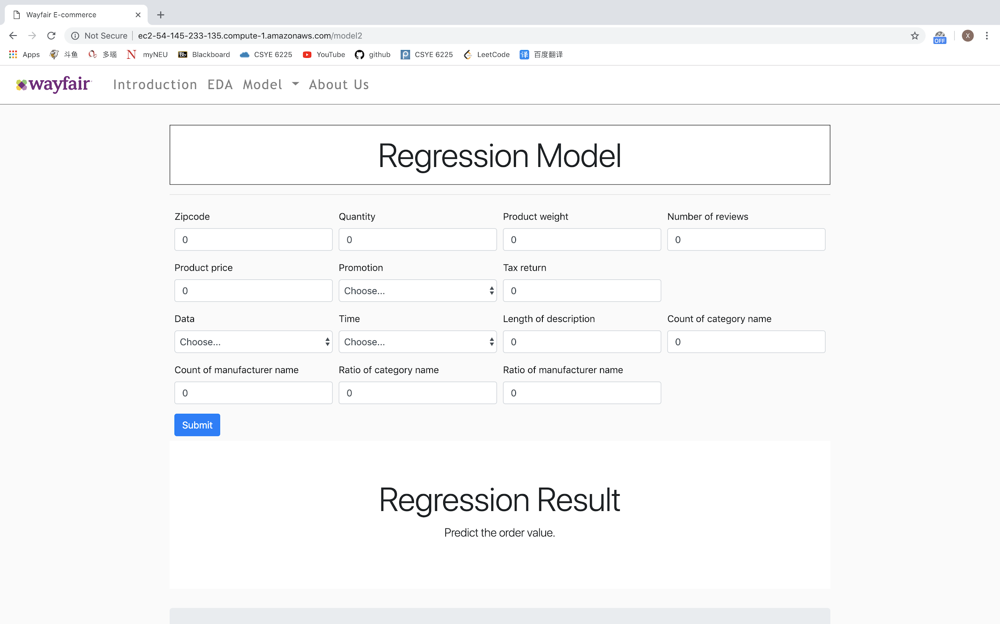 Wayfair E-commerce
Not Secure ec2-54-145-233-135.compute-1.amazonaws.com/model2
OFF X
Apps 斗鱼 多瑙 N myNEU Bb Blackboard CSYE 6225 YouTube github CSYE 6225 LeetCode 译 百度翻译
wayfair Introduction EDA Model About Us
Regression Model
Zipcode Quantity Product weight Number of reviews
0 0 0 0
Product price Promotion Tax return
0 Choose... 0
Data Time Length of description Count of category name
Choose... Choose... 0 0
Count of manufacturer name Ratio of category name Ratio of manufacturer name
0 0 0
Submit
Regression Result
Predict the order value.